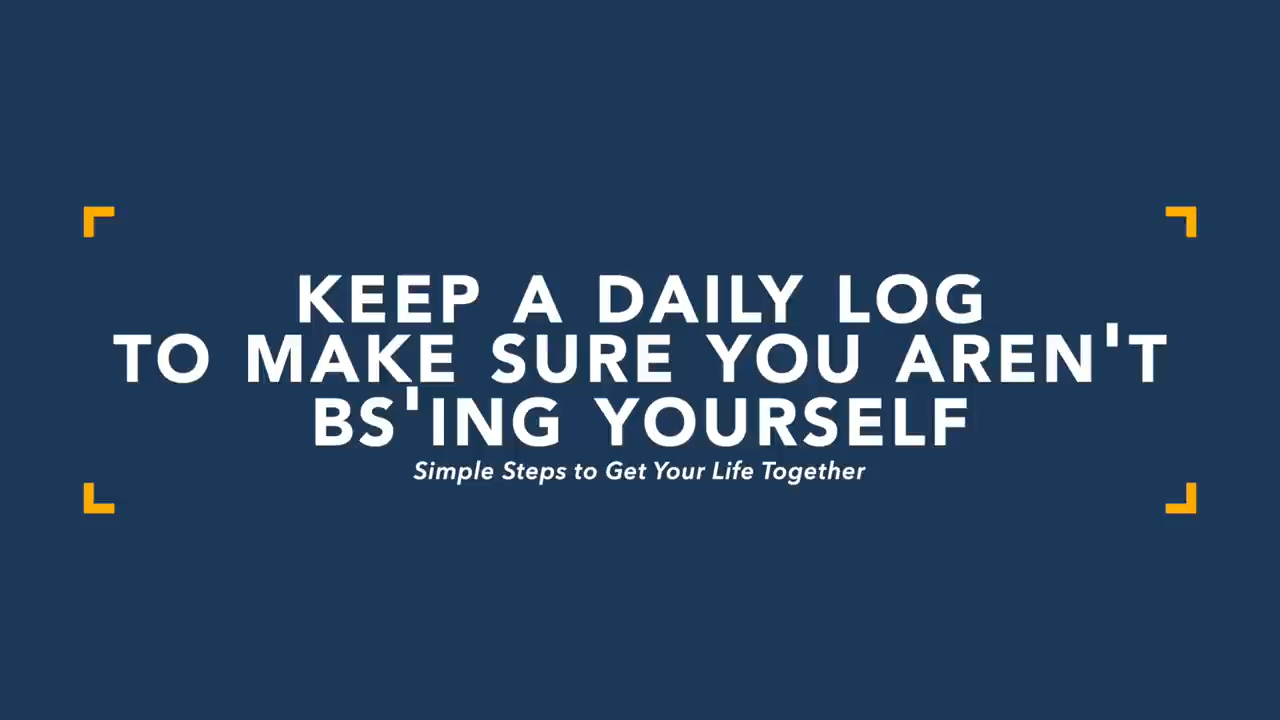 KEEP A DAILY LOG
TO MAKE SURE YOU AREN'T
BS'ING YOURSELF
Simple Steps to Get Your Life Together